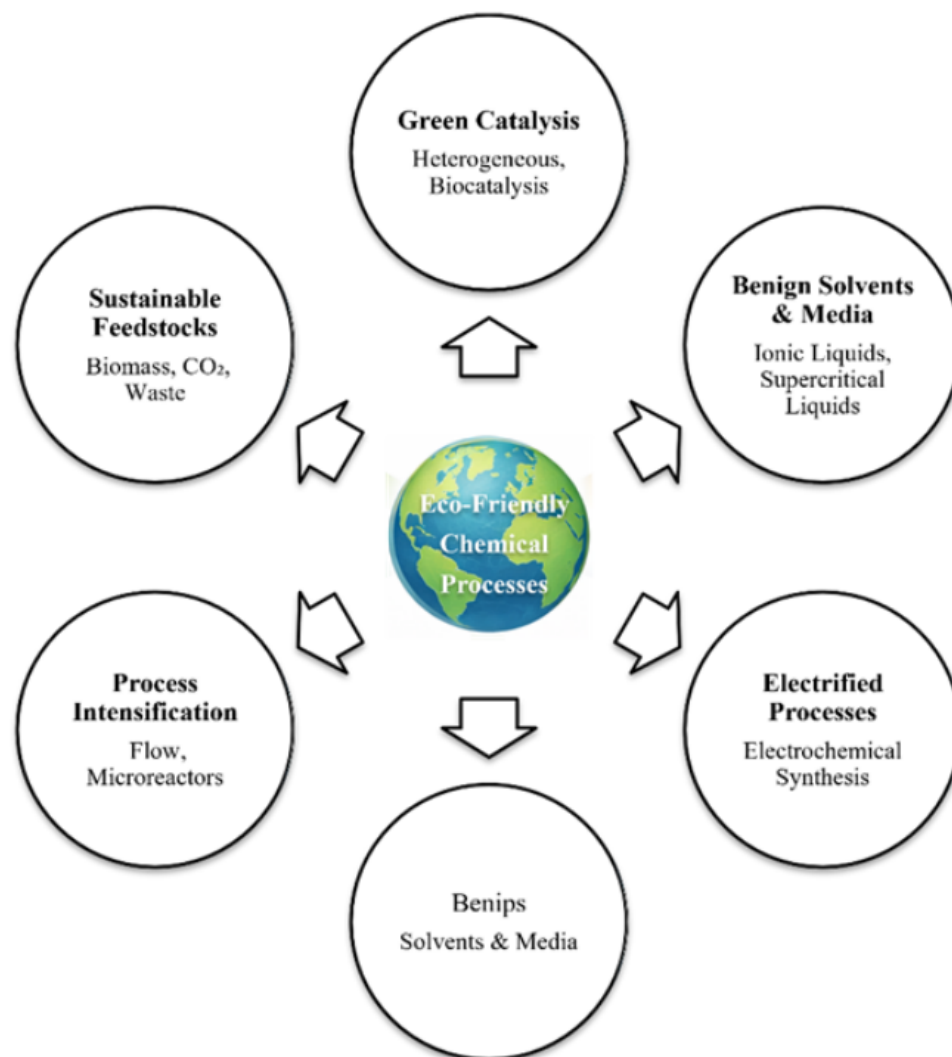 Green Catalysis
Heterogeneous,
Biocatalysis
Sustainable
Feedstocks
Biomass, CO₂,
Waste
Benign Solvents
& Media
Ionic Liquids,
Supercritical
Liquids
Eco-Friendly
Chemical
Processes
Process
Intensification
Flow,
Microreactors
Electrified
Processes
Electrochemical
Synthesis
Benips
Solvents & Media